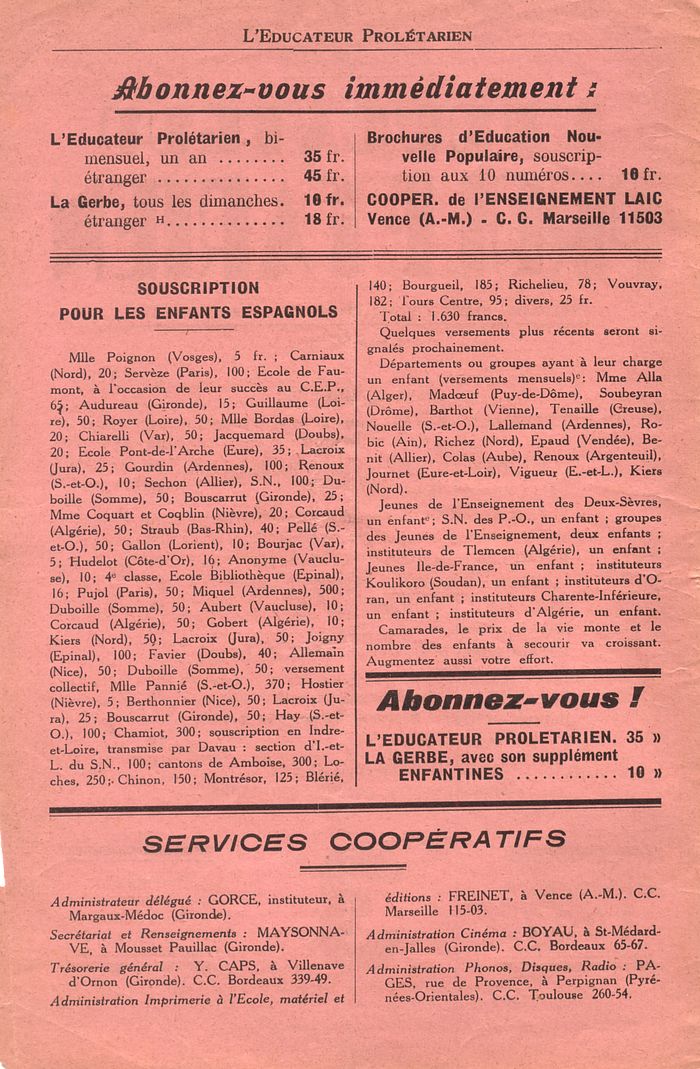 L'Educateur Prolétarien
Abonnez-vous immédiatement :
L'Educateur Prolétarien, bi-
mensuel, un an ........ 35 fr.
étranger ............... 45 fr.
La Gerbe, tous les dimanches. 10 fr.
étranger H.............. 18 fr.
Brochures d'Education Nou-
velle Populaire, souscrip-
tion aux 10 numéros.... 10 fr.
COOPER. de l'ENSEIGNEMENT LAIC
Vence (A.-M.) - C. C. Marseille 11503
SOUSCRIPTION
POUR LES ENFANTS ESPAGNOLS
Mlle Poignon (Vosges), 5 fr. ; Carniaux
(Nord), 20; Servèze (Paris), 100; Ecole de Fau-
mont, à l'occasion de leur succès au C.E.P.,
65; Audureau (Gironde), 15; Guillaume (Loi-
re), 50; Royer (Loire), 50; Mlle Bordas (Loire),
20; Chiarelli (Var), 50; Jacquemard (Doubs),
20; Ecole Pont-de-l'Arche (Eure), 35; Lacroix
(Jura), 25; Gourdin (Ardennes), 100; Renoux
(S.-et-O.), 10; Sechon (Allier), S.N., 100; Du-
boille (Somme), 50; Bouscarrut (Gironde), 25;
Mme Coquart et Coqblin (Nièvre), 20; Corcaud
(Algérie), 50; Straub (Bas-Rhin), 40; Pellé (S.-
et-O.), 50; Gallon (Lorient), 10; Bourjac (Var),
5; Hudelot (Côte-d'Or), 16; Anonyme (Vauclu-
se), 10; 4e classe, Ecole Bibliothèque (Epinal),
16; Pujol (Paris), 50; Miquel (Ardennes), 500;
Duboille (Somme), 50; Aubert (Vaucluse), 10;
Corcaud (Algérie), 50; Gobert (Algérie), 10;
Kiers (Nord), 50; Lacroix (Jura), 50; Joigny
(Epinal), 100; Favier (Doubs), 40; Allemain
(Nice), 50; Duboille (Somme), 50; versement
collectif, Mlle Pannié (S.-et-O.), 370; Hostier
(Nièvre), 5; Berthonnier (Nice), 50; Lacroix (Ju-
ra), 25; Bouscarrut (Gironde), 50; Hay (S.-et-
O.), 100; Chamiot, 300; souscription en Indre-
et-Loire, transmise par Davau : section d'I.-et-
L. du S.N., 100; cantons de Amboise, 300; Lo-
ches, 250; Chinon, 150; Montrésor, 125; Bléré,
140; Bourgueil, 185; Richelieu, 78; Vouvray,
182; Tours Centre, 95; divers, 25 fr.
Total : 1.630 francs.
Quelques versements plus récents seront si-
gnalés prochainement.
Départements ou groupes ayant à leur charge
un enfant (versements mensuels): Mme Alla
(Alger), Madœuf (Puy-de-Dôme), Soubeyran
(Drôme), Barthot (Vienne), Tenaille (Creuse),
Nouelle (S.-et-O.), Lallemand (Ardennes), Ro-
bic (Ain), Richez (Nord), Epaud (Vendée), Be-
nit (Allier), Colas (Aube), Renoux (Argenteuil),
Journet (Eure-et-Loir), Vigueur (E.-et-L.), Kiers
(Nord).
Jeunes de l'Enseignement des Deux-Sèvres,
un enfant; S.N. des P.-O., un enfant ; groupes
des Jeunes de l'Enseignement, deux enfants ;
instituteurs de Tlemcen (Algérie), un enfant ;
Jeunes Ile-de-France, un enfant ; instituteurs
Koulikoro (Soudan), un enfant ; instituteurs d'O-
ran, un enfant ; instituteurs Charente-Inférieure,
un enfant ; instituteurs d'Algérie, un enfant.
Camarades, le prix de la vie monte et le
nombre des enfants à secourir va croissant.
Augmentez aussi votre effort.
Abonnez-vous !
L'EDUCATEUR PROLETARIEN. 35 »
LA GERBE, avec son supplément
ENFANTINES ............ 10 »
SERVICES COOPÉRATIFS
Administrateur délégué : GORCE, instituteur, à
Margaux-Médoc (Gironde).
Secrétariat et Renseignements : MAYSONNA-
VE, à Mousset Pauillac (Gironde).
Trésorerie général : Y. CAPS, à Villenave
d'Ornon (Gironde). C.C. Bordeaux 339-49.
Administration Imprimerie à l'Ecole, matériel et
éditions : FREINET, à Vence (A.-M.). C.C.
Marseille 115-03.
Administration Cinéma : BOYAU, à St-Médard-
en-Jalles (Gironde). C.C. Bordeaux 65-67.
Administration Phonos, Disques, Radio : PA-
GES, rue de Provence, à Perpignan (Pyré-
nées-Orientales). C.C. Toulouse 260-54.